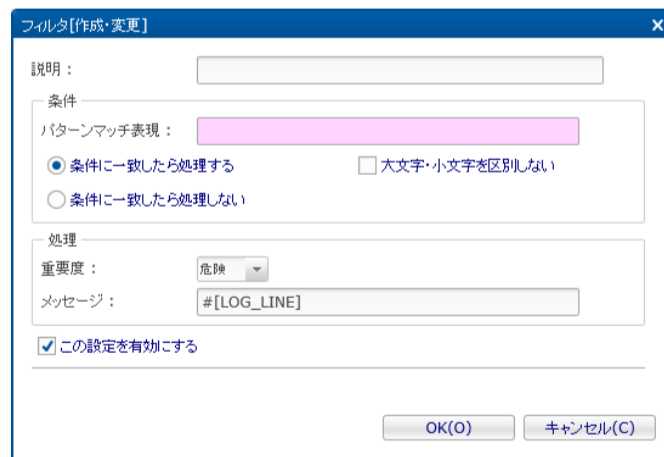 フィルタ[作成・変更]
説明：
条件
パターンマッチ表現：
条件に一致したら処理する
大文字・小文字を区別しない
条件に一致したら処理しない
処理
重要度：
危険
メッセージ：
#[LOG_LINE]
この設定を有効にする
OK(O)
キャンセル(C)